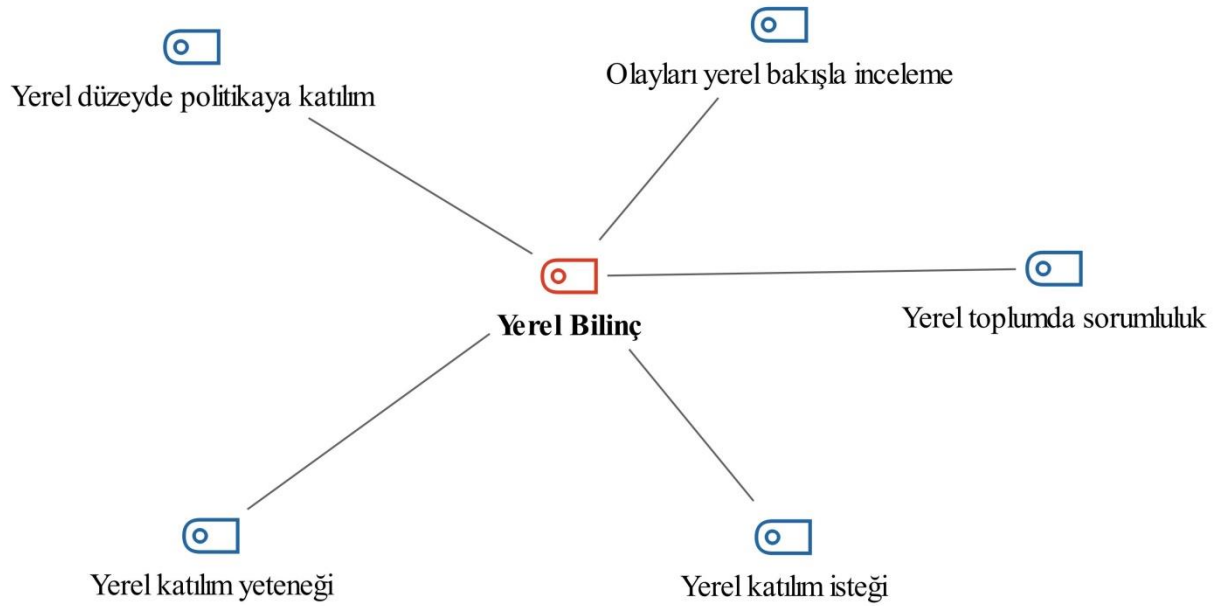 Olayları yerel bakışla inceleme
Yerel düzeyde politikaya katılım
Yerel Bilinç
Yerel toplumda sorumluluk
Yerel katılım yeteneği
Yerel katılım isteği